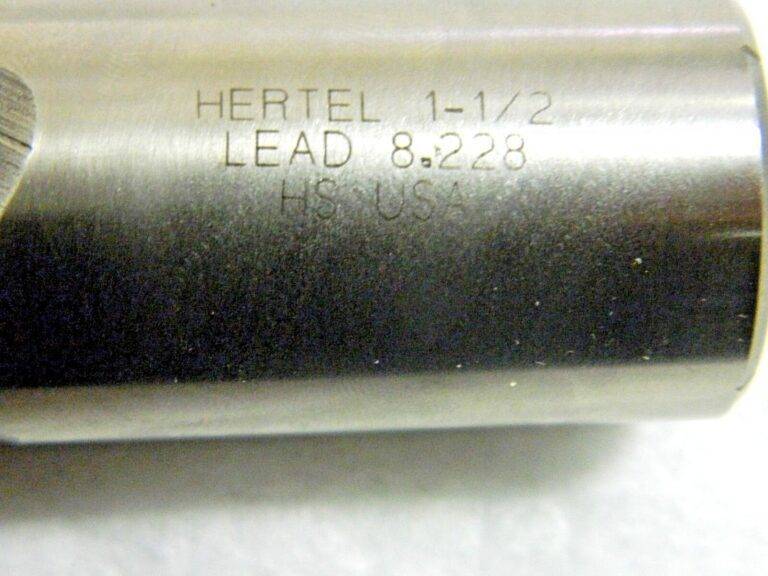 HERTEL 1-1/2
LEAD 8.228
HS USA